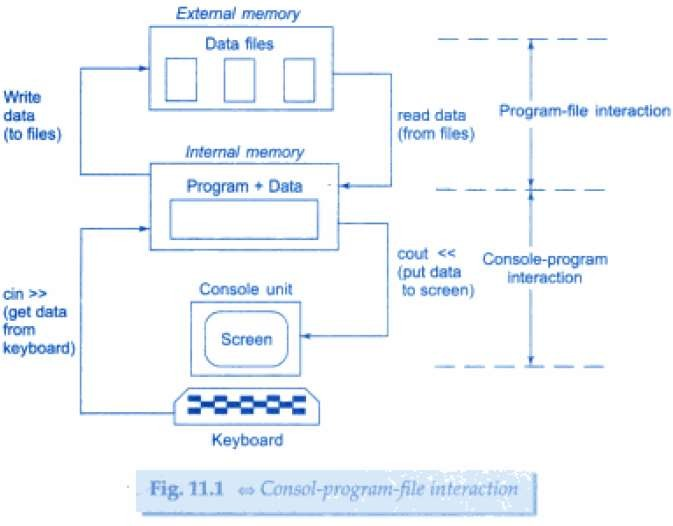 External memory
Data files
Write
data
(to files)
read data
(from files)
Program-file interaction
Internal memory
Program + Data
cout <<
(put data
to screen)
Console-program
interaction
cin >>
(get data
from
keyboard)
Console unit
Screen
Keyboard
Fig. 11.1 ⇔ Consol-program-file interaction